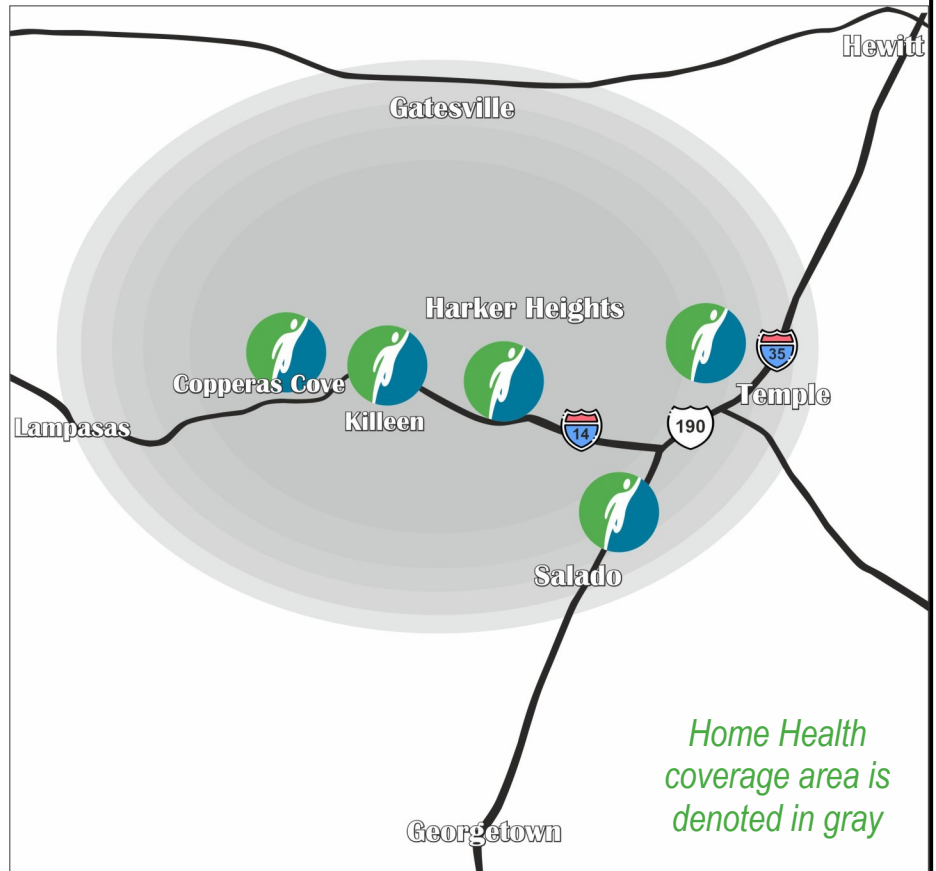 Hewitt
Gatesville
Harker Heights
35
Copperas Cove
Temple
Killeen
Lampasas
14
190
Salado
Home Health
coverage area is
denoted in gray
Georgetown